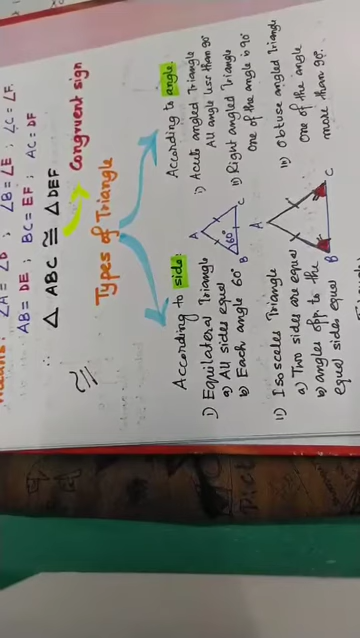 means: ∠A = ∠D ; ∠B = ∠E ; ∠C = ∠F
AB = DE ; BC = EF ; AC = DF
∴ △ ABC ≅ △ DEF
≅ Congruent sign
Types of Triangle
According to side
i) Equilateral Triangle
a) All sides equal
b) Each angle 60°
A
60°
B
C
ii) Isosceles Triangle
a) Two sides are equal
b) angles opp to the
equal sides equal
A
B
C
According to angle
i) Acute angled Triangle
All angle less than 90°
ii) Right angled Triangle
One of the angle is 90°
iii) Obtuse angled Triangle
One of the angle
more than 90°.